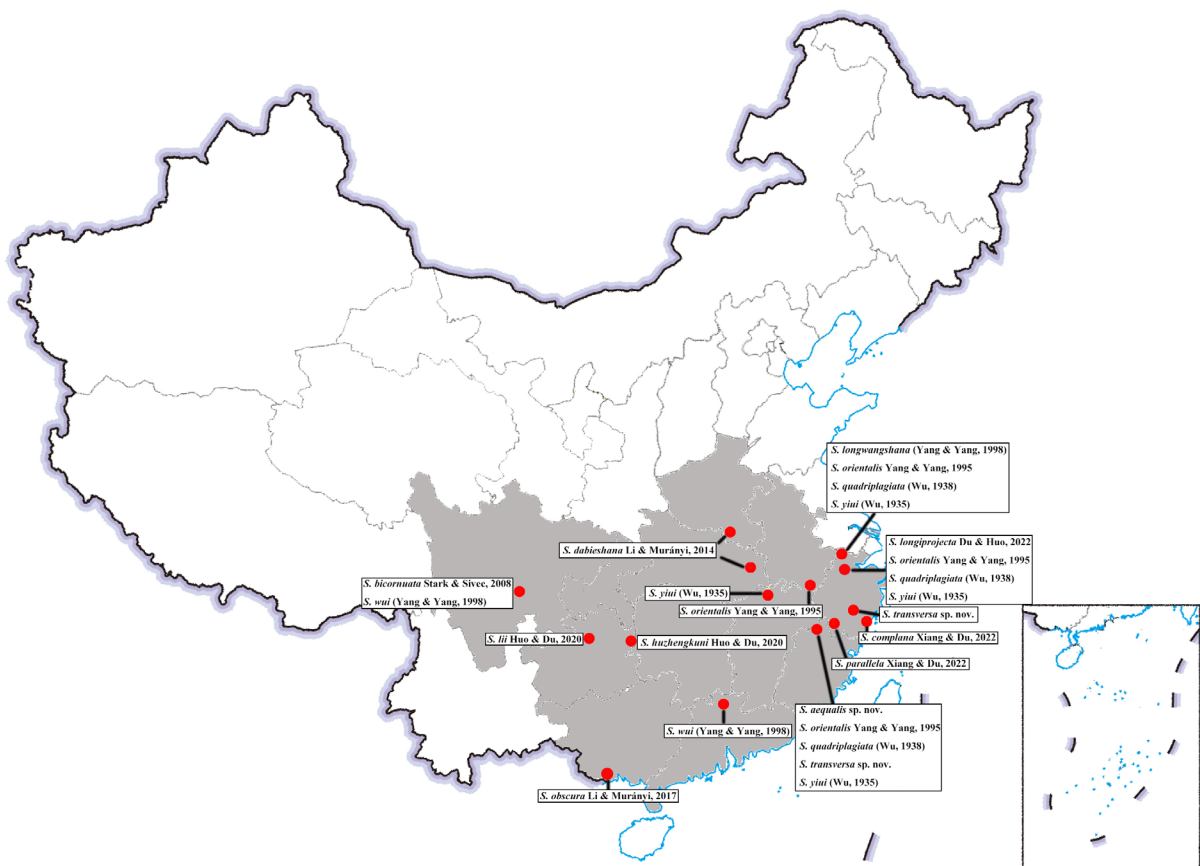 S. longwangshana (Yang & Yang, 1998)
S. orientalis Yang & Yang, 1995
S. quadriplagiata (Wu, 1938)
S. yiui (Wu, 1935)
S. longiprojecta Du & Huo, 2022
S. orientalis Yang & Yang, 1995
S. quadriplagiata (Wu, 1938)
S. yiui (Wu, 1935)
S. dabieshana Li & Murányi, 2014
S. bicornuata Stark & Sivec, 2008
S. wui (Yang & Yang, 1998)
S. yiui (Wu, 1935)
S. orientalis Yang & Yang, 1995
S. transversa sp. nov.
S. lii Huo & Du, 2020
S. huzhengkuni Huo & Du, 2020
S. complana Xiang & Du, 2022
S. parallela Xiang & Du, 2022
S. wui (Yang & Yang, 1998)
S. aequalis sp. nov.
S. orientalis Yang & Yang, 1995
S. quadriplagiata (Wu, 1938)
S. transversa sp. nov.
S. yiui (Wu, 1935)
S. obscura Li & Murányi, 2017